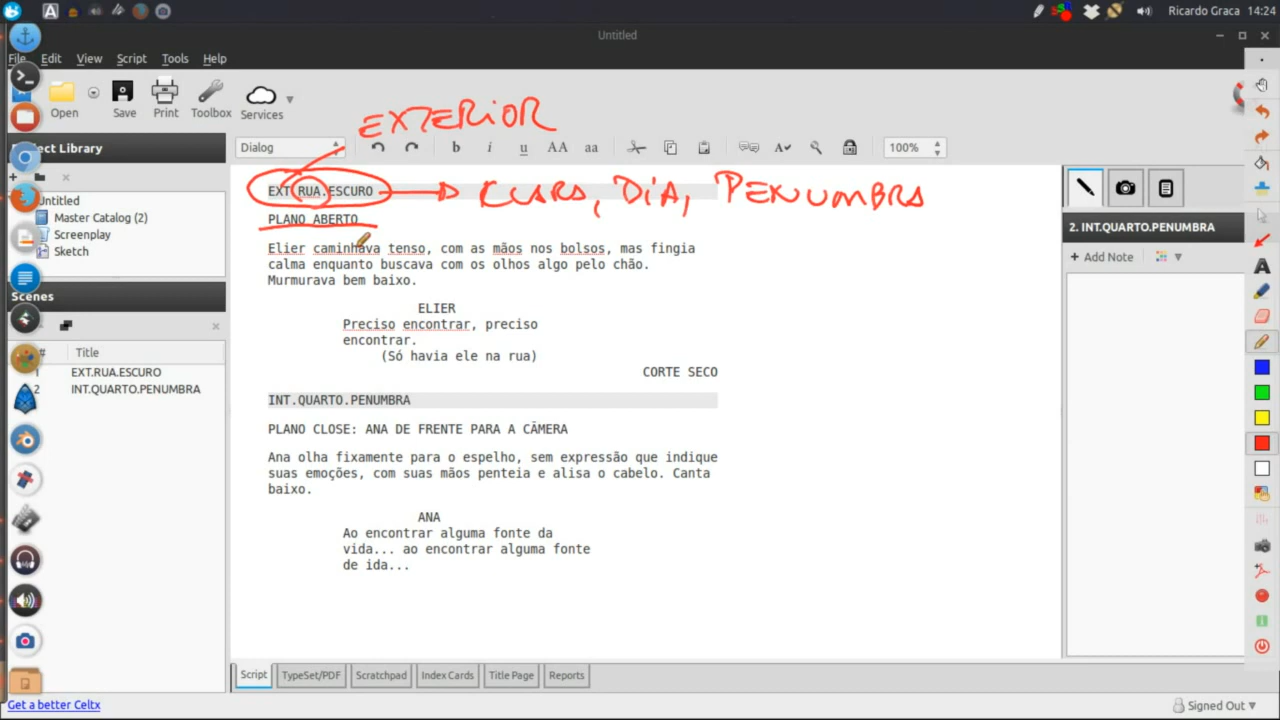 Ricardo Graca 14:24
Untitled
File Edit View Script Tools Help
Open Save Print Toolbox Services
EXTERIOR
Library
Dialog b i u AA aa A 100%
EXT.RUA.ESCURO
DIA, PENUMBRA
Untitled
Master Catalog (2)
Screenplay
Sketch
PLANO ABERTO
2. INT.QUARTO.PENUMBRA
+ Add Note
Elier caminhava tenso, com as mãos nos bolsos, mas fingia
calma enquanto buscava com os olhos algo pelo chão.
Murmurava bem baixo.
Scenes
ELIER
Preciso encontrar, preciso
encontrar.
(Só havia ele na rua)
# Title
1 EXT.RUA.ESCURO
2 INT.QUARTO.PENUMBRA
CORTE SECO
INT.QUARTO.PENUMBRA
PLANO CLOSE: ANA DE FRENTE PARA A CÂMERA
Ana olha fixamente para o espelho, sem expressão que indique
suas emoções, com suas mãos penteia e alisa o cabelo. Canta
baixo.
ANA
Ao encontrar alguma fonte da
vida... ao encontrar alguma fonte
de ida...
Script TypeSet/PDF Scratchpad Index Cards Title Page Reports
Get a better Celtx
Signed Out